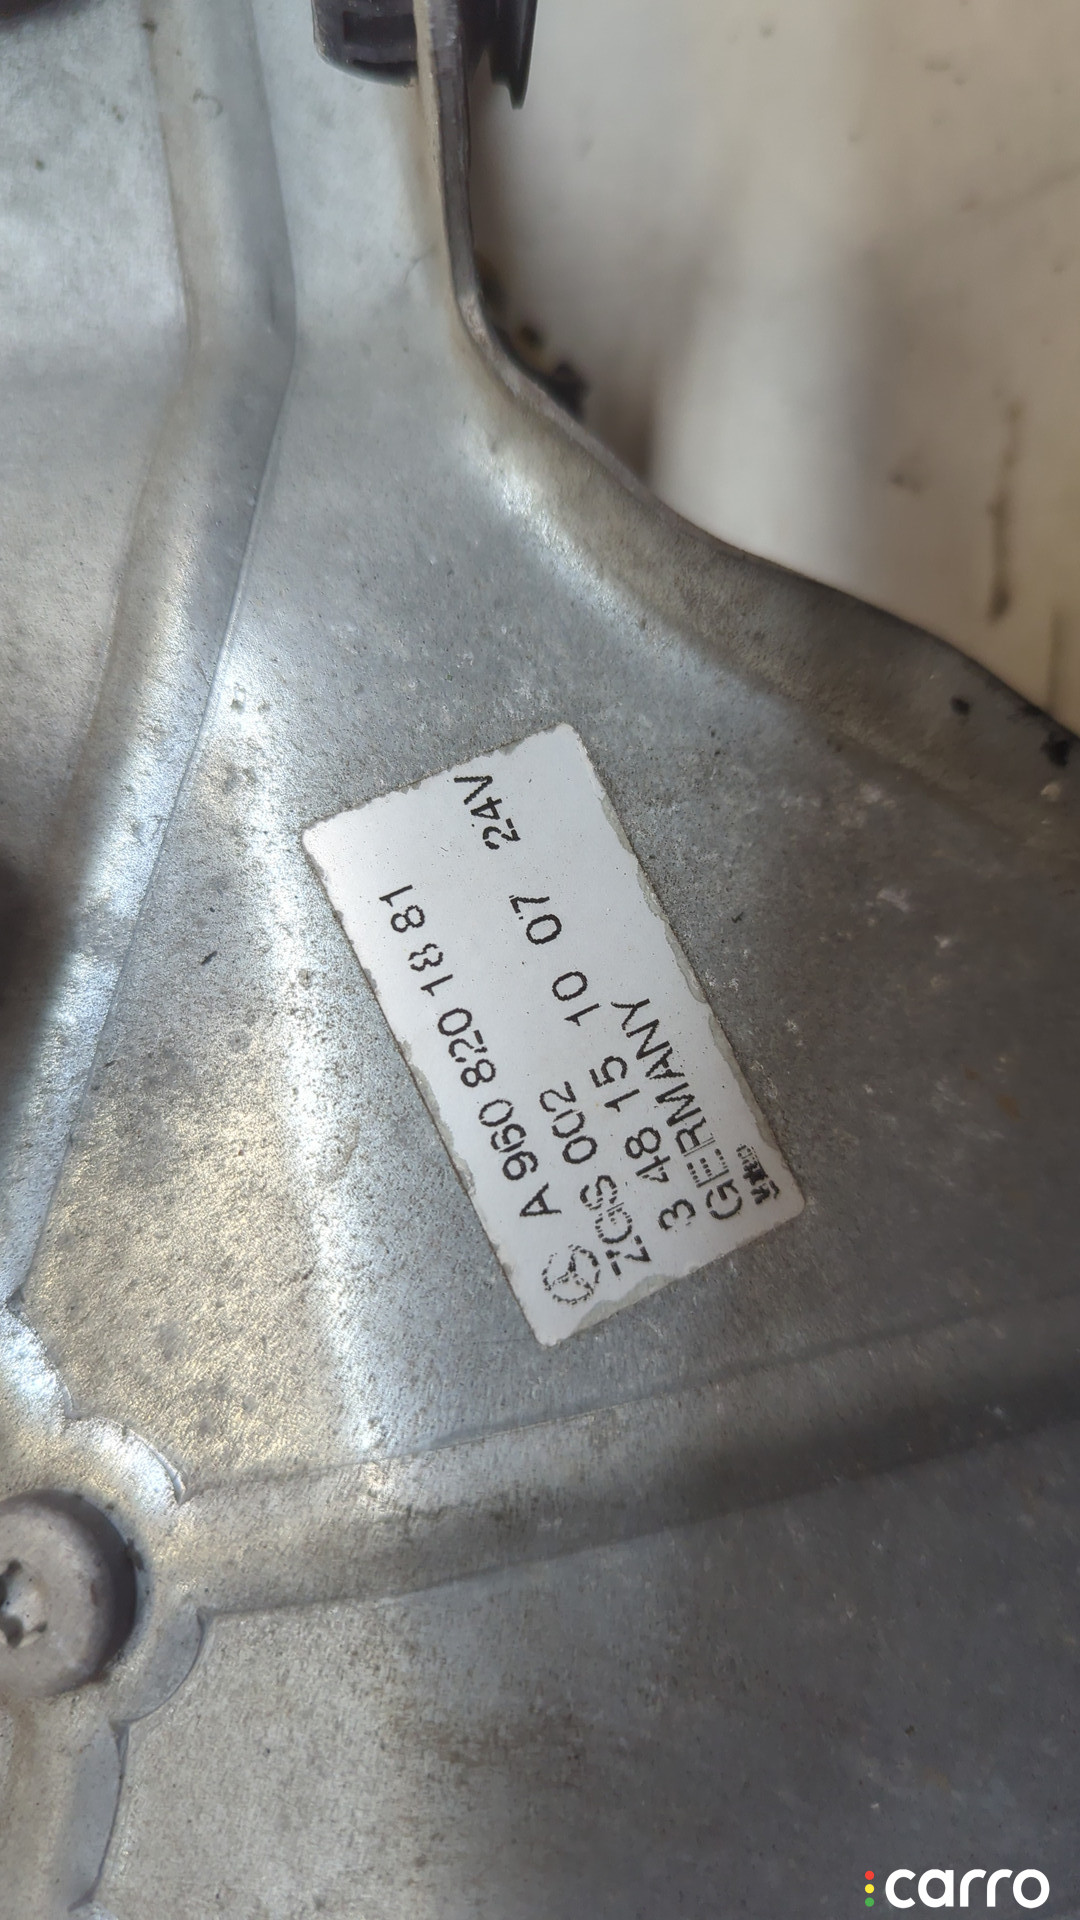 A 960 820 18 81
ZGS 002
3 48 15 10 07 24V
GERMANY
carro